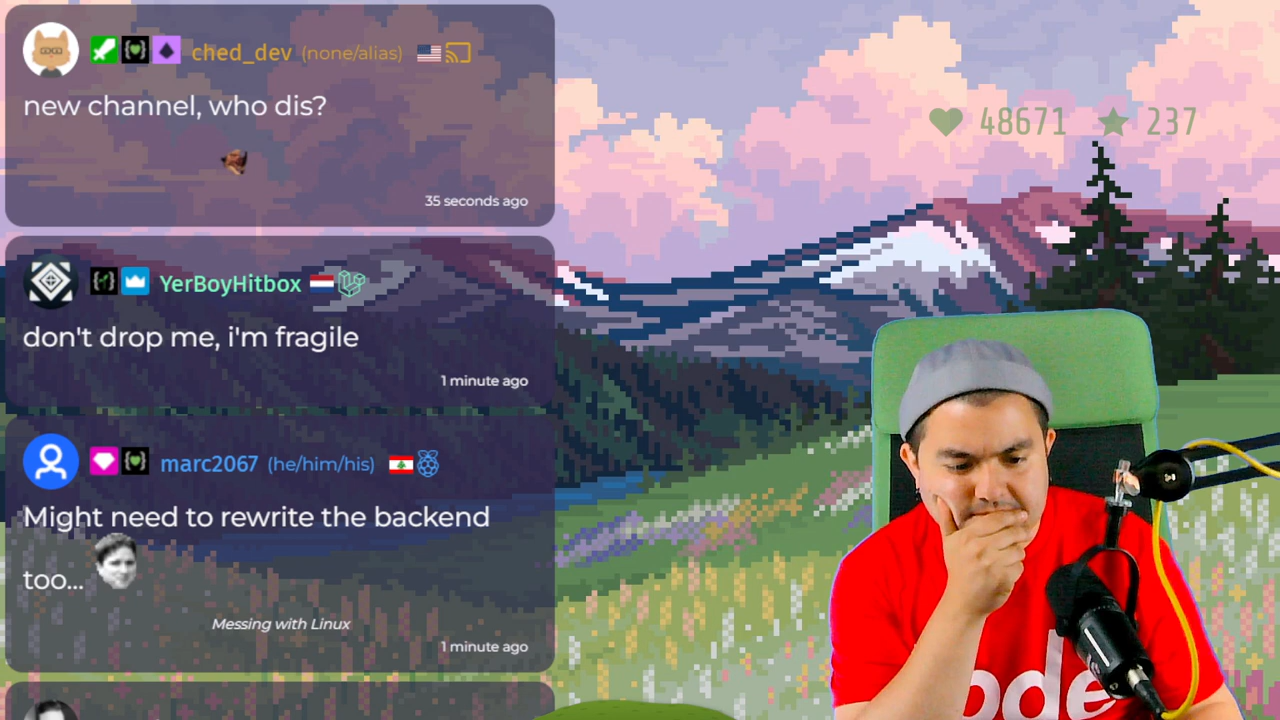 ched_dev (none/alias)
new channel, who dis?
35 seconds ago
48671 237
YerBoyHitbox
don't drop me, i'm fragile
1 minute ago
marc2067 (he/him/his)
Might need to rewrite the backend
too...
Messing with Linux
1 minute ago
ode